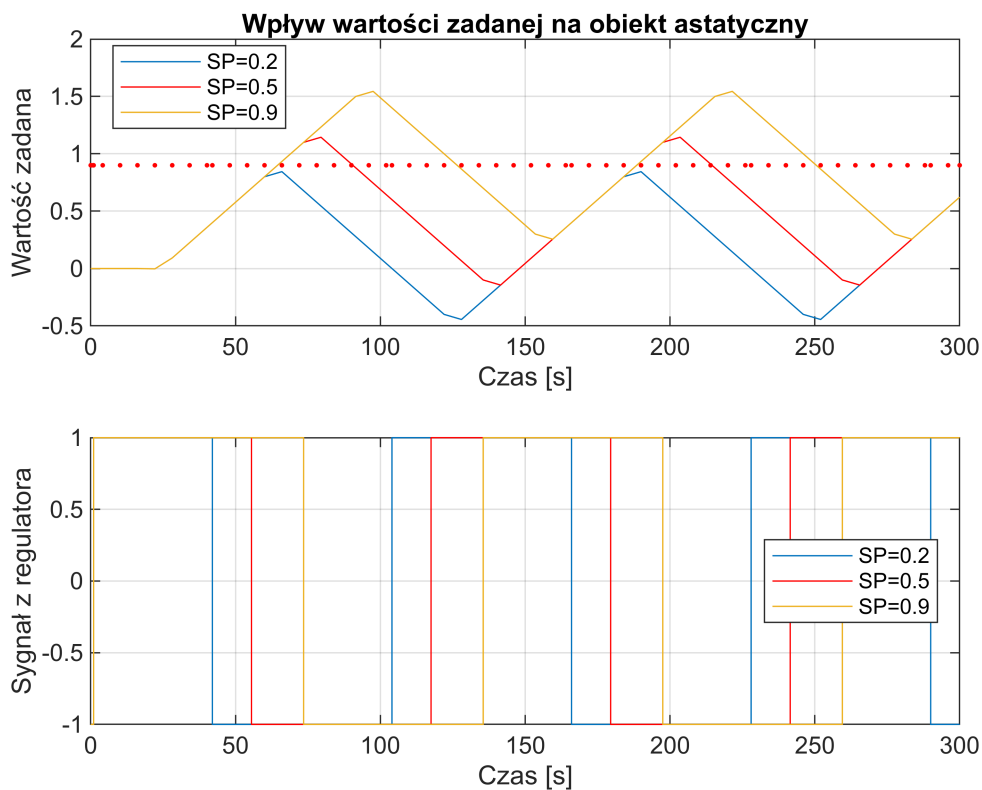 Wpływ wartości zadanej na obiekt astatyczny
2
1.5
1
0.5
0
-0.5
Wartość zadana
SP=0.2
SP=0.5
SP=0.9
0 50 100 150 200 250 300
Czas [s]
1
0.5
0
-0.5
-1
Sygnał z regulatora
SP=0.2
SP=0.5
SP=0.9
0 50 100 150 200 250 300
Czas [s]